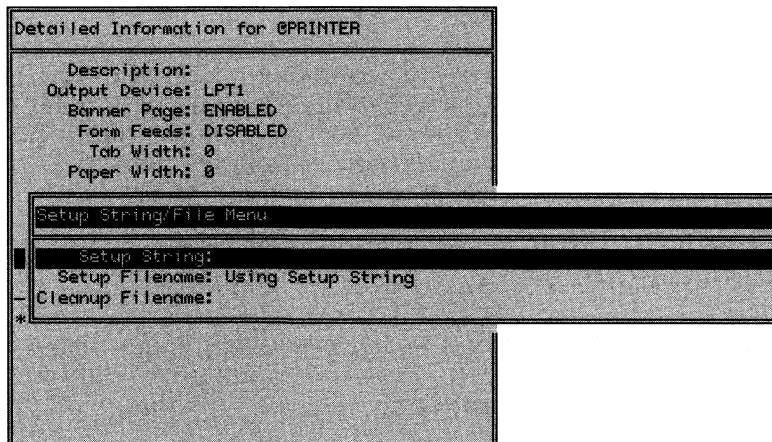 Detailed Information for @PRINTER
Description:
Output Device: LPT1
Banner Page: ENABLED
Form Feeds: DISABLED
Tab Width: 0
Paper Width: 0
Setup String/File Menu
Setup String:
Setup Filename: Using Setup String
Cleanup Filename:
*